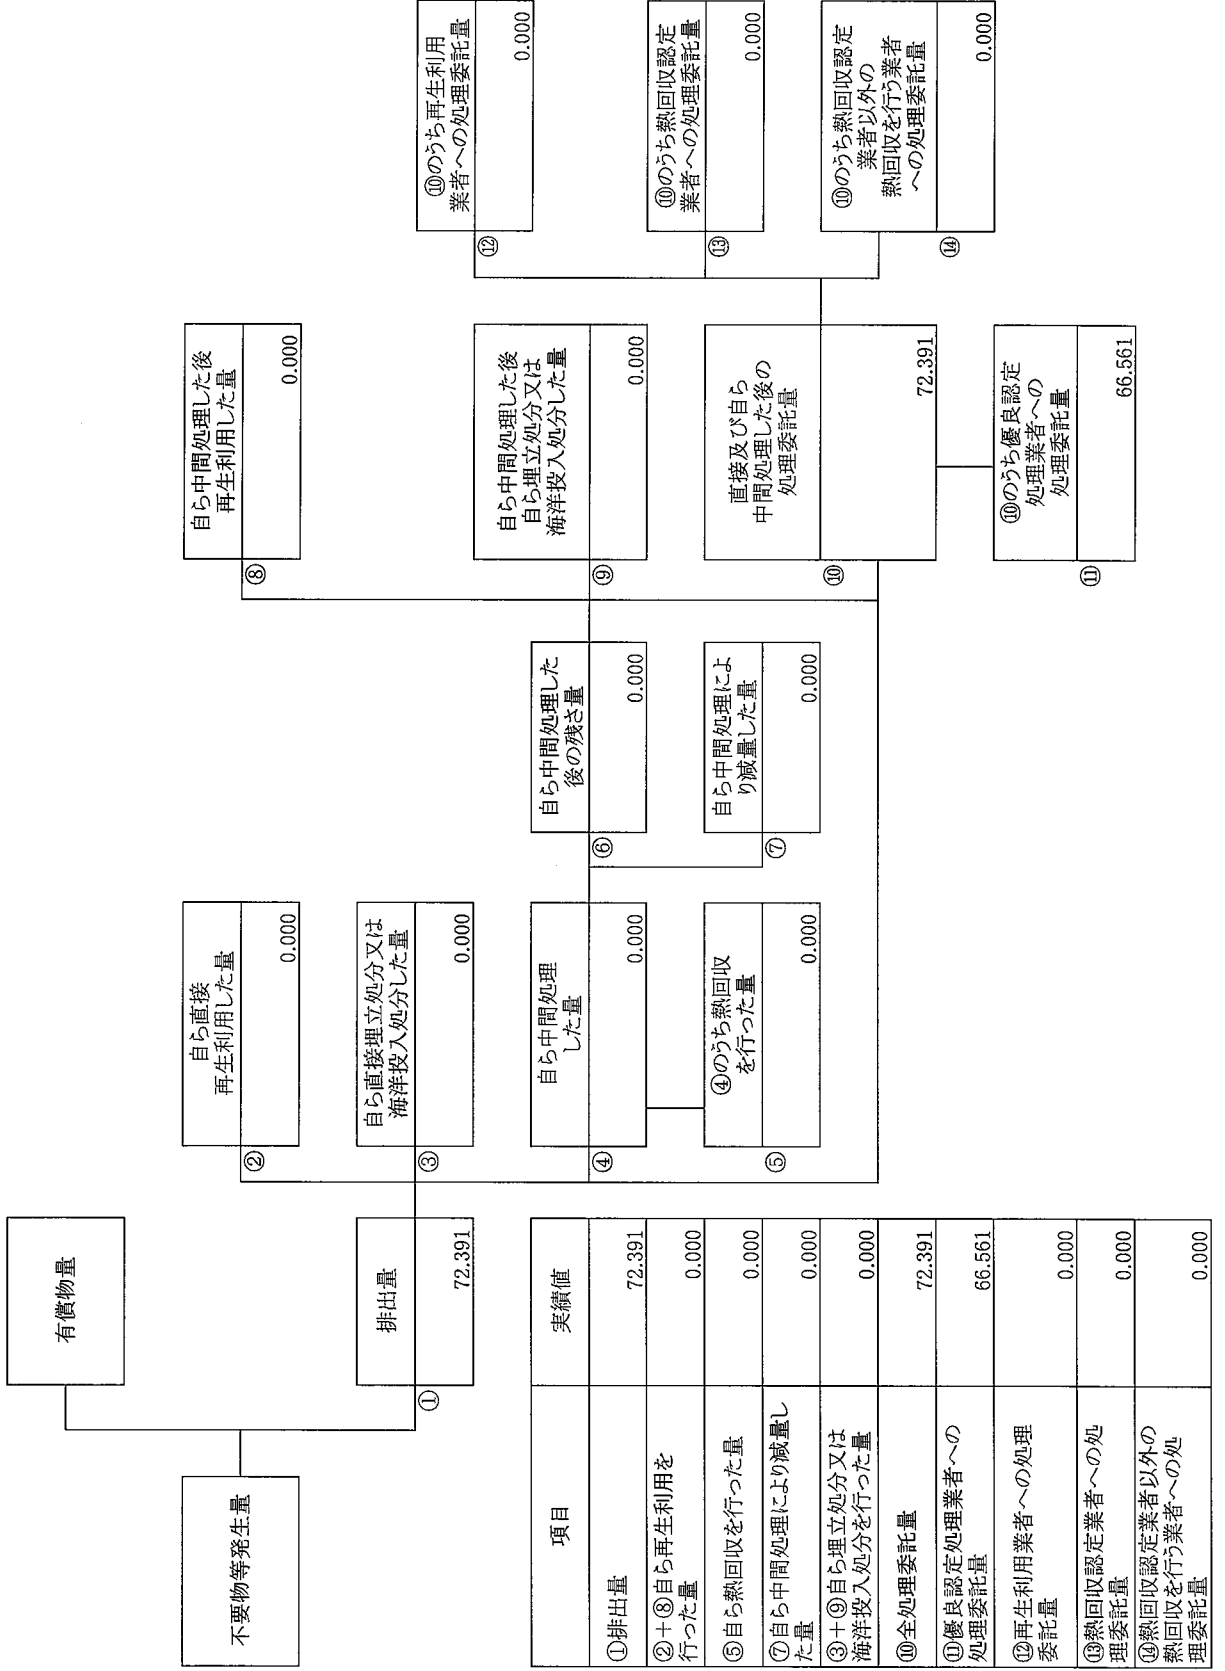 不要物等発生量
有償物量
排出量
①
72.391
自ら直接
再生利用した量
②
0.000
自ら直接埋立処分又は
海洋投入処分した量
③
0.000
自ら中間処理
した量
④
0.000
④のうち熱回収
を行った量
⑤
0.000
自ら中間処理した
後の残さ量
⑥
0.000
自ら中間処理によ
り減量した量
⑦
0.000
自ら中間処理した後
再生利用した量
⑧
0.000
自ら中間処理した後
自ら埋立処分又は
海洋投入処分した量
⑨
0.000
直接及び自ら
中間処理した後の
処理委託量
⑩
72.391
⑩のうち優良認定
処理業者への
処理委託量
⑪
66.561
⑩のうち再生利用
業者への処理委託量
⑫
0.000
⑩のうち熱回収認定
業者への処理委託量
⑬
0.000
⑩のうち熱回収認定
業者以外の
熱回収を行う業者
への処理委託量
⑭
0.000
項目
実績値
①排出量
72.391
②+⑧自ら再生利用を
行った量
0.000
⑤自ら熱回収を行った量
0.000
⑦自ら中間処理により減量し
た量
0.000
③+⑨自ら埋立処分又は
海洋投入処分を行った量
0.000
⑩全処理委託量
72.391
⑪優良認定処理業者への
処理委託量
66.561
⑫再生利用業者への処理
委託量
0.000
⑬熱回収認定業者への処
理委託量
0.000
⑭熱回収認定業者以外の
熱回収を行う業者への処
理委託量
0.000